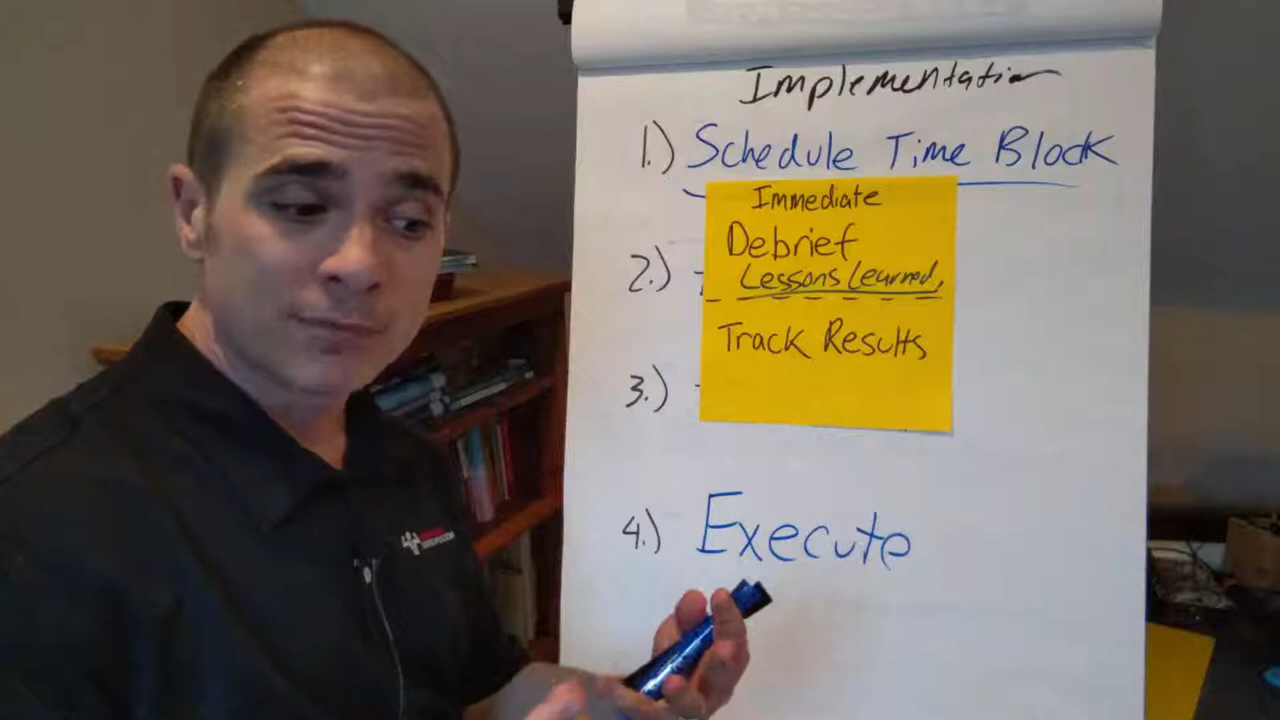 Implementation
1.) Schedule Time Block
Immediate
Debrief
2.) Lessons Learned,
Track Results
3.)
4.) Execute